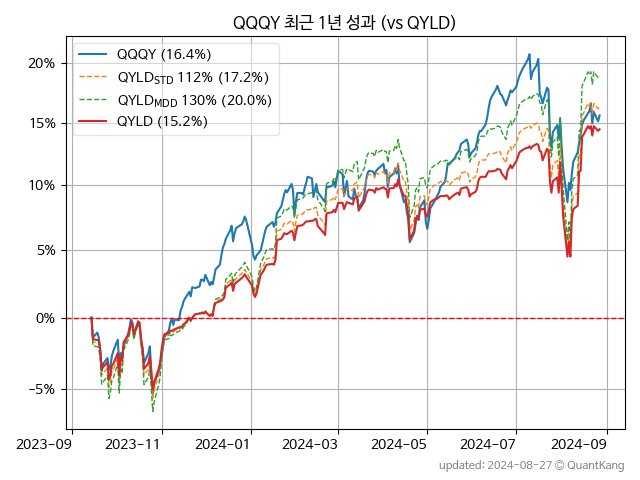 QQQY 최근 1년 성과 (vs QYLD)
QQQY (16.4%)
QYLD_STD 112% (17.2%)
QYLD_MDD 130% (20.0%)
QYLD (15.2%)
20%
15%
10%
5%
0%
−5%
2023-09 2023-11 2024-01 2024-03 2024-05 2024-07 2024-09
updated: 2024-08-27 © QuantKang